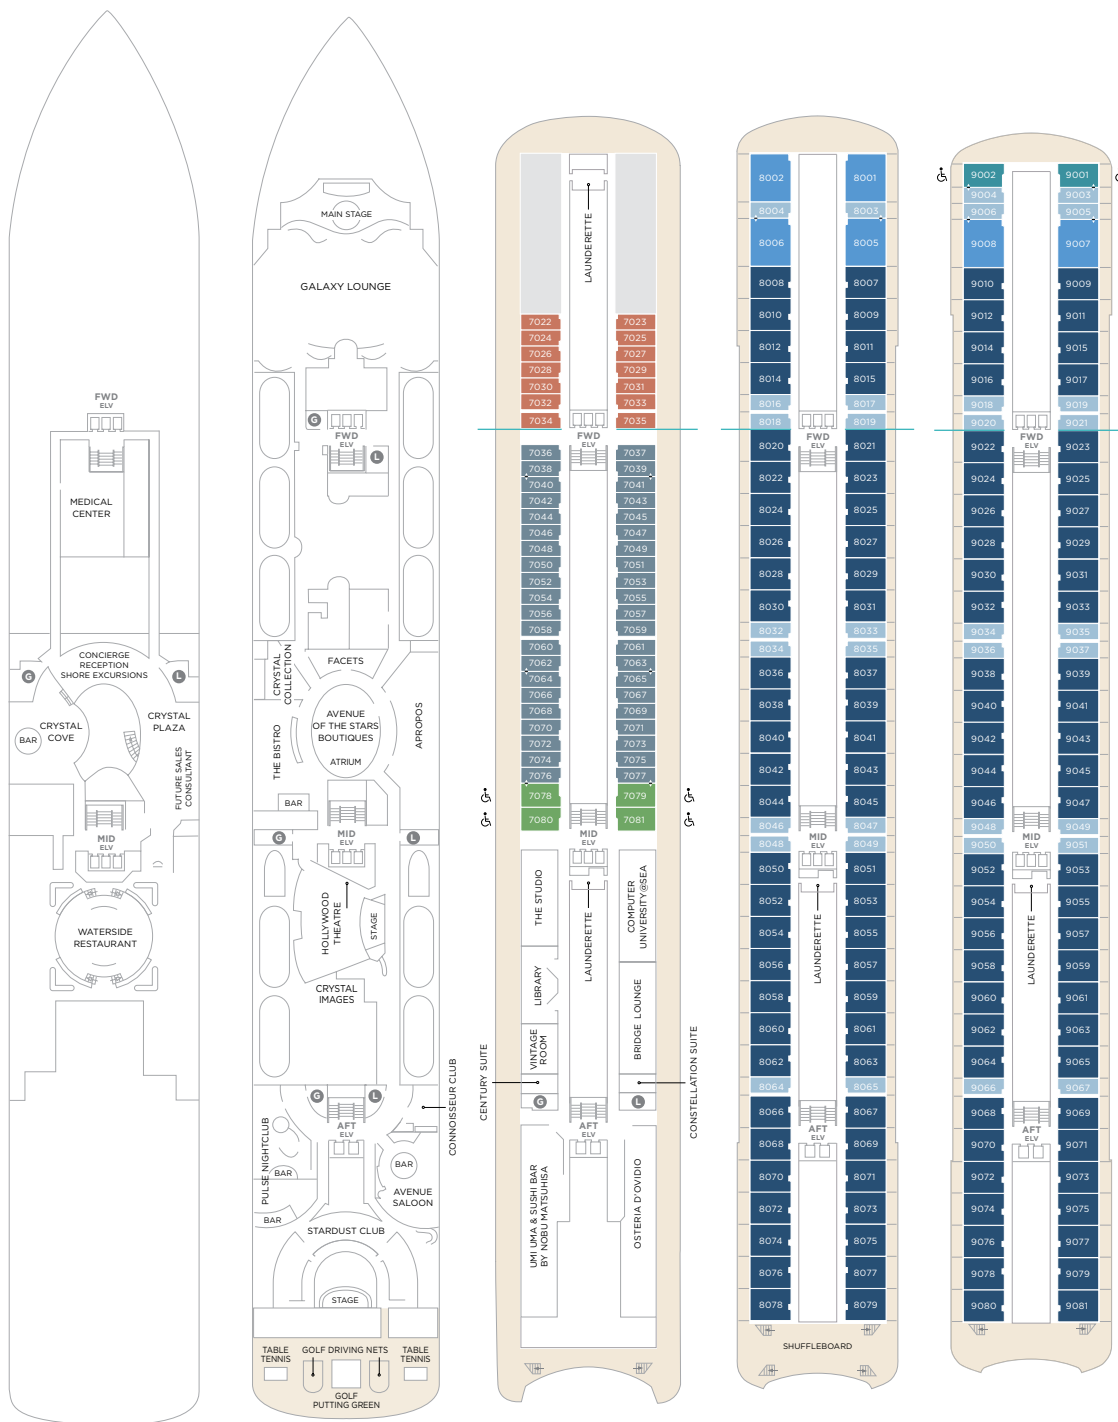 FWD
ELV
MEDICAL
CENTER
CONCIERGE
RECEPTION
SHORE EXCURSIONS
G
L
CRYSTAL
COVE
BAR
CRYSTAL
PLAZA
FUTURE SALES
CONSULTANT
MID
ELV
WATERSIDE
RESTAURANT
MAIN STAGE
GALAXY LOUNGE
G
FWD
ELV
L
FACETS
CRYSTAL
COLLECTION
AVENUE
OF THE STARS
BOUTIQUES
ATRIUM
THE BISTRO
APROPOS
BAR
G
MID
ELV
L
HOLLYWOOD
THEATRE
STAGE
CRYSTAL
IMAGES
G
L
AFT
ELV
CONNOISSEUR CLUB
PULSE NIGHTCLUB
BAR
BAR
BAR
AVENUE
SALOON
STARDUST CLUB
STAGE
TABLE
TENNIS
GOLF DRIVING NETS
TABLE
TENNIS
GOLF
PUTTING GREEN
LAUNDERETTE
7022 7023
7024 7025
7026 7027
7028 7029
7030 7031
7032 7033
7034 7035
FWD
ELV
7036 7037
7038 7039
7040 7041
7042 7043
7044 7045
7046 7047
7048 7049
7050 7051
7052 7053
7054 7055
7056 7057
7058 7059
7060 7061
7062 7063
7064 7065
7066 7067
7068 7069
7070 7071
7072 7073
7074 7075
7076 7077
7078 7079
7080 7081
MID
ELV
THE STUDIO
LAUNDERETTE
COMPUTER
UNIVERSITY@SEA
LIBRARY
BRIDGE LOUNGE
VINTAGE
ROOM
CENTURY SUITE
CONSTELLATION SUITE
G
L
AFT
ELV
UMI UMA & SUSHI BAR
BY NOBU MATSUHISA
OSTERIA D'OVIDIO
8002 8001
8004 8003
8006 8005
8008 8007
8010 8009
8012 8011
8014 8015
8016 8017
8018 8019
FWD
ELV
8020 8021
8022 8023
8024 8025
8026 8027
8028 8029
8030 8031
8032 8033
8034 8035
8036 8037
8038 8039
8040 8041
8042 8043
8044 8045
8046 8047
MID
ELV
8048 8049
8050 8051
8052 8053
LAUNDERETTE
8054 8055
8056 8057
8058 8059
8060 8061
8062 8063
8064 8065
8066 8067
AFT
ELV
8068 8069
8070 8071
8072 8073
8074 8075
8076 8077
8078 8079
SHUFFLEBOARD
9002 9001
9004 9003
9006 9005
9008 9007
9010 9009
9012 9011
9014 9015
9016 9017
9018 9019
9020 9021
FWD
ELV
9022 9023
9024 9025
9026 9027
9028 9029
9030 9031
9032 9033
9034 9035
9036 9037
9038 9039
9040 9041
9042 9043
9044 9045
9046 9047
9048 9049
MID
ELV
9050 9051
9052 9053
9054 9055
LAUNDERETTE
9056 9057
9058 9059
9060 9061
9062 9063
9064 9065
9066 9067
9068 9069
AFT
ELV
9070 9071
9072 9073
9074 9075
9076 9077
9078 9079
9080 9081